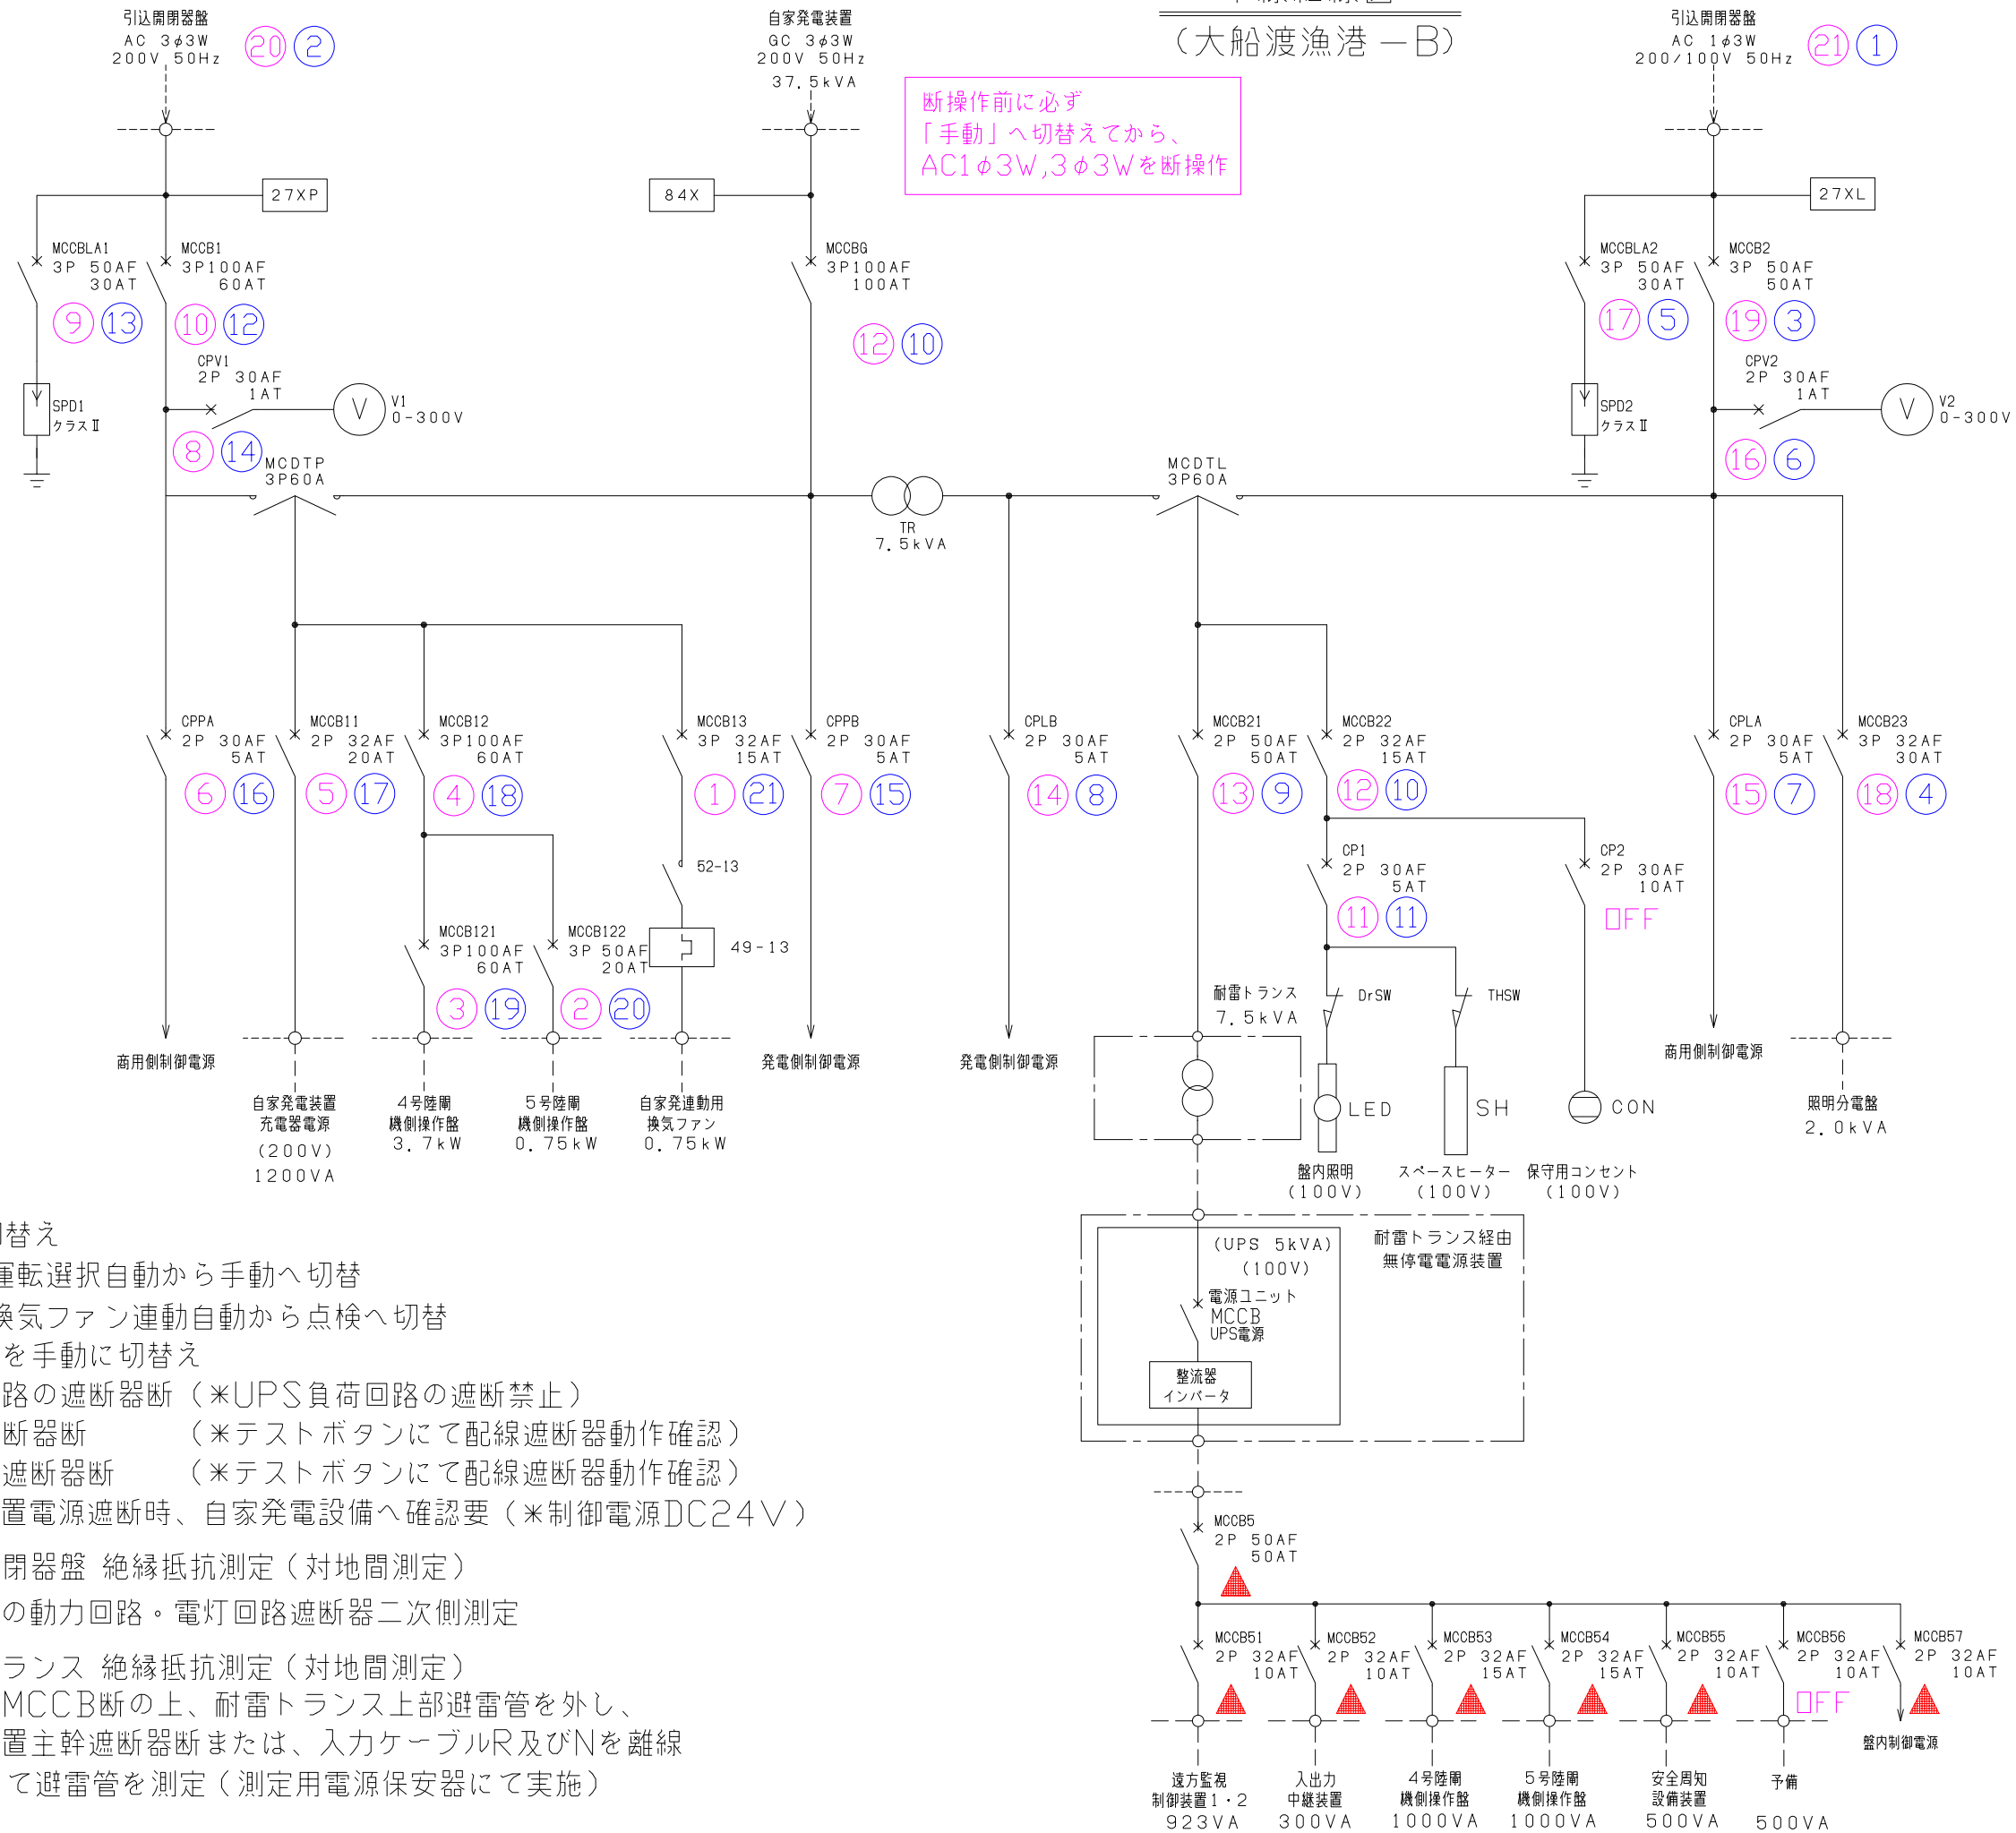 (大船渡漁港-B)
引込開閉器盤
AC 3φ3W
200V 50Hz
20 2
自家発電装置
GC 3φ3W
200V 50Hz
37.5kVA
引込開閉器盤
AC 1φ3W
200/100V 50Hz
21 1
断操作前に必ず
「手動」へ切替えてから、
AC1φ3W,3φ3Wを断操作
27XP
84X
27XL
MCCBLA1
3P 50AF
30AT
9 13
MCCB1
3P100AF
60AT
10 12
MCCBG
3P100AF
100AT
12 10
MCCBLA2
3P 50AF
30AT
17 5
MCCB2
3P 50AF
50AT
19 3
CPV1
2P 30AF
1AT
8 14
V
V1
0-300V
SPD1
クラスⅡ
CPV2
2P 30AF
1AT
16 6
V
V2
0-300V
SPD2
クラスⅡ
MCDTP
3P60A
TR
7.5kVA
MCDTL
3P60A
CPPA
2P 30AF
5AT
6 16
MCCB11
2P 32AF
20AT
5 17
MCCB12
3P100AF
60AT
4 18
MCCB13
3P 32AF
15AT
1 21
CPPB
2P 30AF
5AT
7 15
CPLB
2P 30AF
5AT
14 8
MCCB21
2P 50AF
50AT
13 9
MCCB22
2P 32AF
15AT
12 10
CPLA
2P 30AF
5AT
15 7
MCCB23
3P 32AF
30AT
18 4
52-13
49-13
CP1
2P 30AF
5AT
11 11
CP2
2P 30AF
10AT
OFF
MCCB121
3P100AF
60AT
3 19
MCCB122
3P 50AF
20AT
2 20
耐雷トランス
7.5kVA
DrSW
THSW
商用側制御電源
自家発電装置
充電器電源
(200V)
1200VA
4号陸閘
機側操作盤
3.7kW
5号陸閘
機側操作盤
0.75kW
自家発連動用
換気ファン
0.75kW
発電側制御電源
発電側制御電源
LED
盤内照明
(100V)
SH
スペースヒーター
(100V)
CON
保守用コンセント
(100V)
商用側制御電源
照明分電盤
2.0kVA
(UPS 5kVA)
(100V)
耐雷トランス経由
無停電電源装置
電源ユニット
MCCB
UPS電源
整流器
インバータ
替え
運転選択自動から手動へ切替
換気ファン連動自動から点検へ切替
を手動に切替え
路の遮断器断(*UPS負荷回路の遮断禁止)
断器断 (*テストボタンにて配線遮断器動作確認)
遮断器断 (*テストボタンにて配線遮断器動作確認)
置電源遮断時、自家発電設備へ確認要(*制御電源DC24V)
閉器盤 絶縁抵抗測定(対地間測定)
の動力回路。電灯回路遮断器二次側測定
ランス 絶縁抵抗測定(対地間測定)
MCCB断の上、耐雷トランス上部避雷管を外し、
置主幹遮断器断または、入力ケーブルR及びNを離線
て避雷管を測定(測定用電源保安器にて実施)
MCCB5
2P 50AF
50AT
MCCB51
2P 32AF
10AT
MCCB52
2P 32AF
10AT
MCCB53
2P 32AF
15AT
MCCB54
2P 32AF
15AT
MCCB55
2P 32AF
10AT
MCCB56
2P 32AF
10AT
OFF
MCCB57
2P 32AF
10AT
遠方監視
制御装置1・2
923VA
入出力
中継装置
300VA
4号陸閘
機側操作盤
1000VA
5号陸閘
機側操作盤
1000VA
安全周知
設備装置
500VA
予備
500VA
盤内制御電源